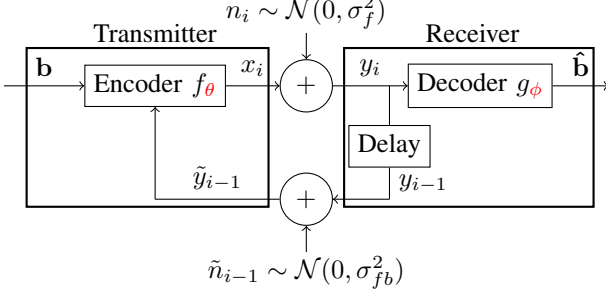 n_i ∼ 𝒩(0, σ_f^2)
Transmitter
Receiver
b
Encoder f_θ
x_i
+
y_i
Decoder g_ϕ
b̂
Delay
ỹ_{i−1}
+
y_{i−1}
ñ_{i−1} ∼ 𝒩(0, σ_{fb}^2)